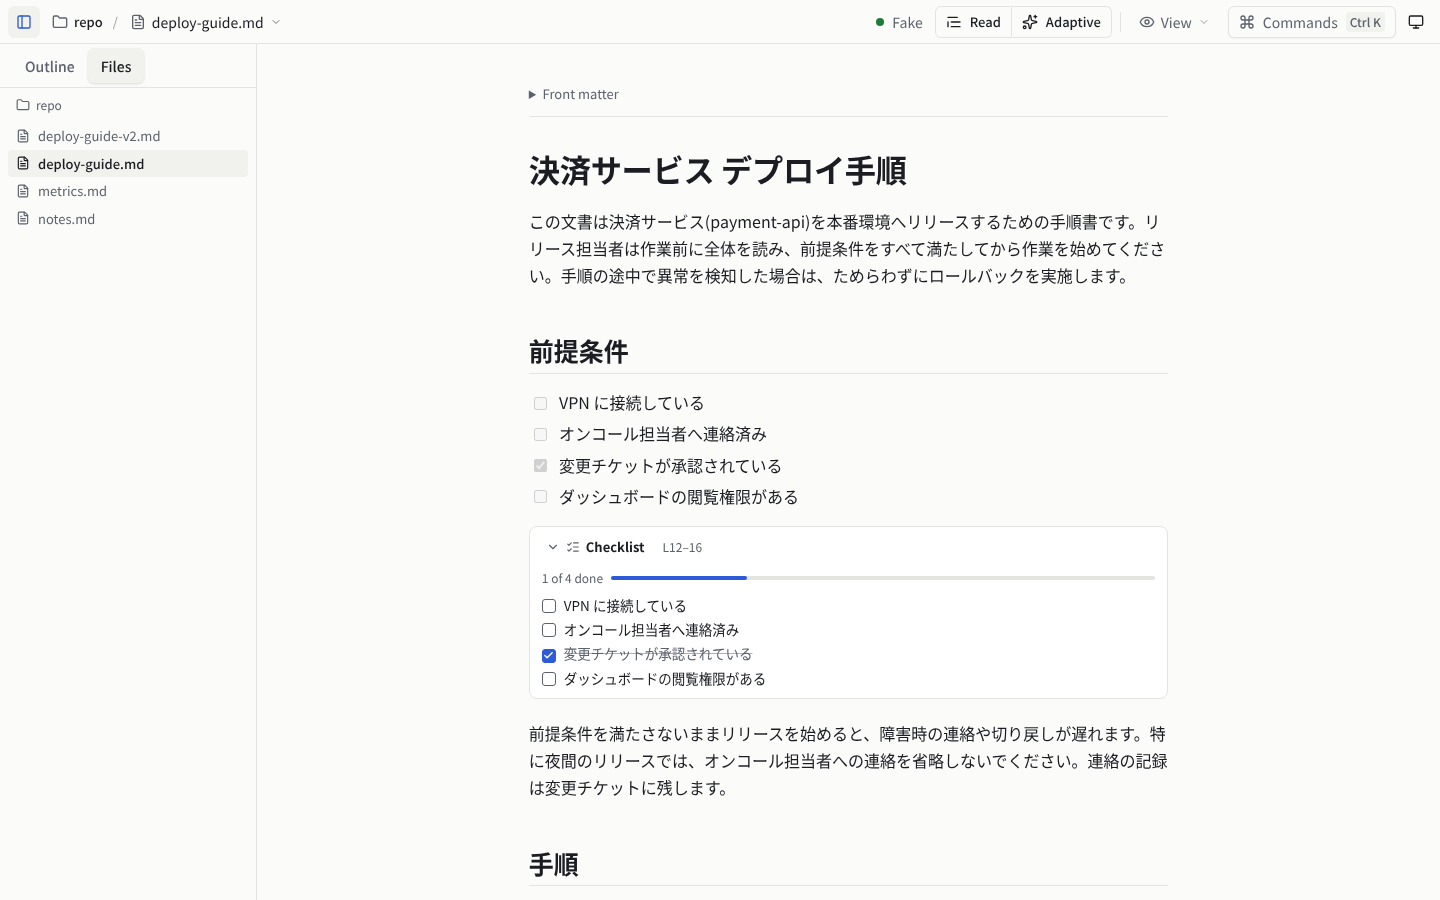 repo / deploy-guide.md
Fake
Read
Adaptive
View
Commands
Ctrl K
Outline
Files
repo
deploy-guide-v2.md
deploy-guide.md
metrics.md
notes.md
Front matter
決済サービス デプロイ手順
この文書は決済サービス(payment-api)を本番環境へリリースするための手順書です。リ
リース担当者は作業前に全体を読み、前提条件をすべて満たしてから作業を始めてくださ
い。手順の途中で異常を検知した場合は、ためらわずにロールバックを実施します。
前提条件
VPN に接続している
オンコール担当者へ連絡済み
変更チケットが承認されている
ダッシュボードの閲覧権限がある
Checklist L12–16
1 of 4 done
VPN に接続している
オンコール担当者へ連絡済み
変更チケットが承認されている
ダッシュボードの閲覧権限がある
前提条件を満たさないままリリースを始めると、障害時の連絡や切り戻しが遅れます。特
に夜間のリリースでは、オンコール担当者への連絡を省略しないでください。連絡の記録
は変更チケットに残します。
手順